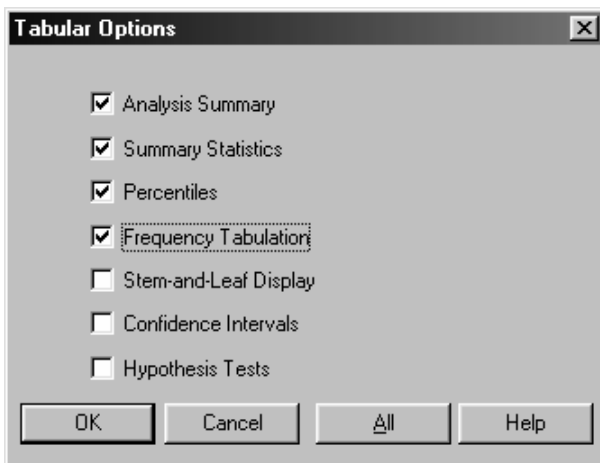 Tabular Options
Analysis Summary
Summary Statistics
Percentiles
Frequency Tabulation
Stem-and-Leaf Display
Confidence Intervals
Hypothesis Tests
OK Cancel All Help